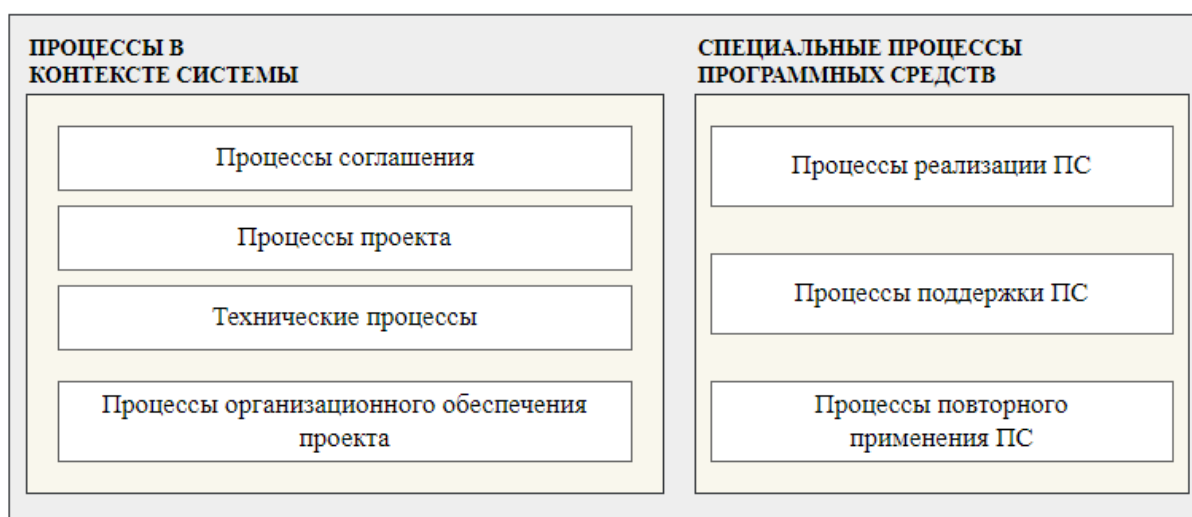 ПРОЦЕССЫ В
КОНТЕКСТЕ СИСТЕМЫ
Процессы соглашения
Процессы проекта
Технические процессы
Процессы организационного обеспечения
проекта
СПЕЦИАЛЬНЫЕ ПРОЦЕССЫ
ПРОГРАММНЫХ СРЕДСТВ
Процессы реализации ПС
Процессы поддержки ПС
Процессы повторного
применения ПС